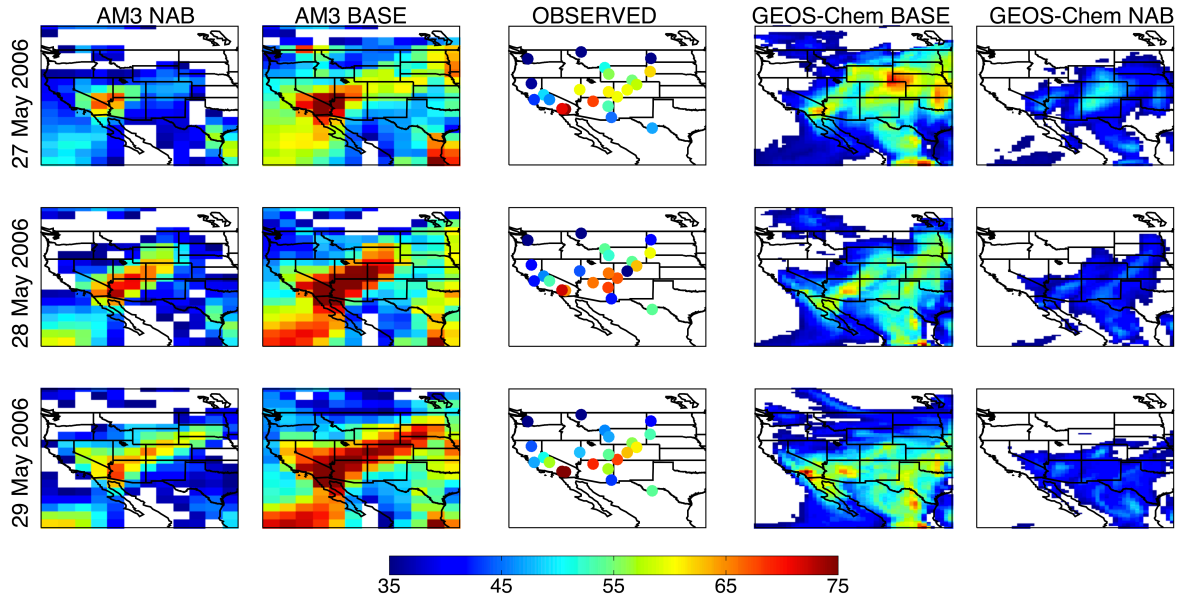 AM3 NAB AM3 BASE OBSERVED GEOS-Chem BASE GEOS-Chem NAB
27 May 2006
28 May 2006
29 May 2006
35 45 55 65 75